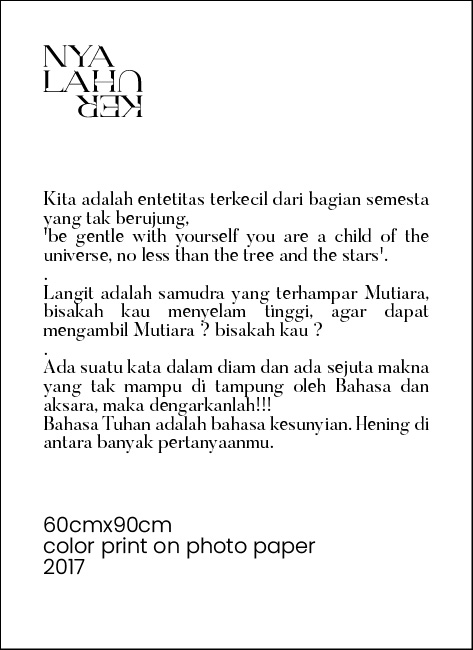 NYA
LAHU
KER
Kita adalah entetitas terkecil dari bagian semesta
yang tak berujung,
'be gentle with yourself you are a child of the
universe, no less than the tree and the stars'.
.
Langit adalah samudra yang terhampar Mutiara,
bisakah kau menyelam tinggi, agar dapat
mengambil Mutiara ? bisakah kau ?
.
Ada suatu kata dalam diam dan ada sejuta makna
yang tak mampu di tampung oleh Bahasa dan
aksara, maka dengarkanlah!!!
Bahasa Tuhan adalah bahasa kesunyian. Hening di
antara banyak pertanyaanmu.
60cmx90cm
color print on photo paper
2017